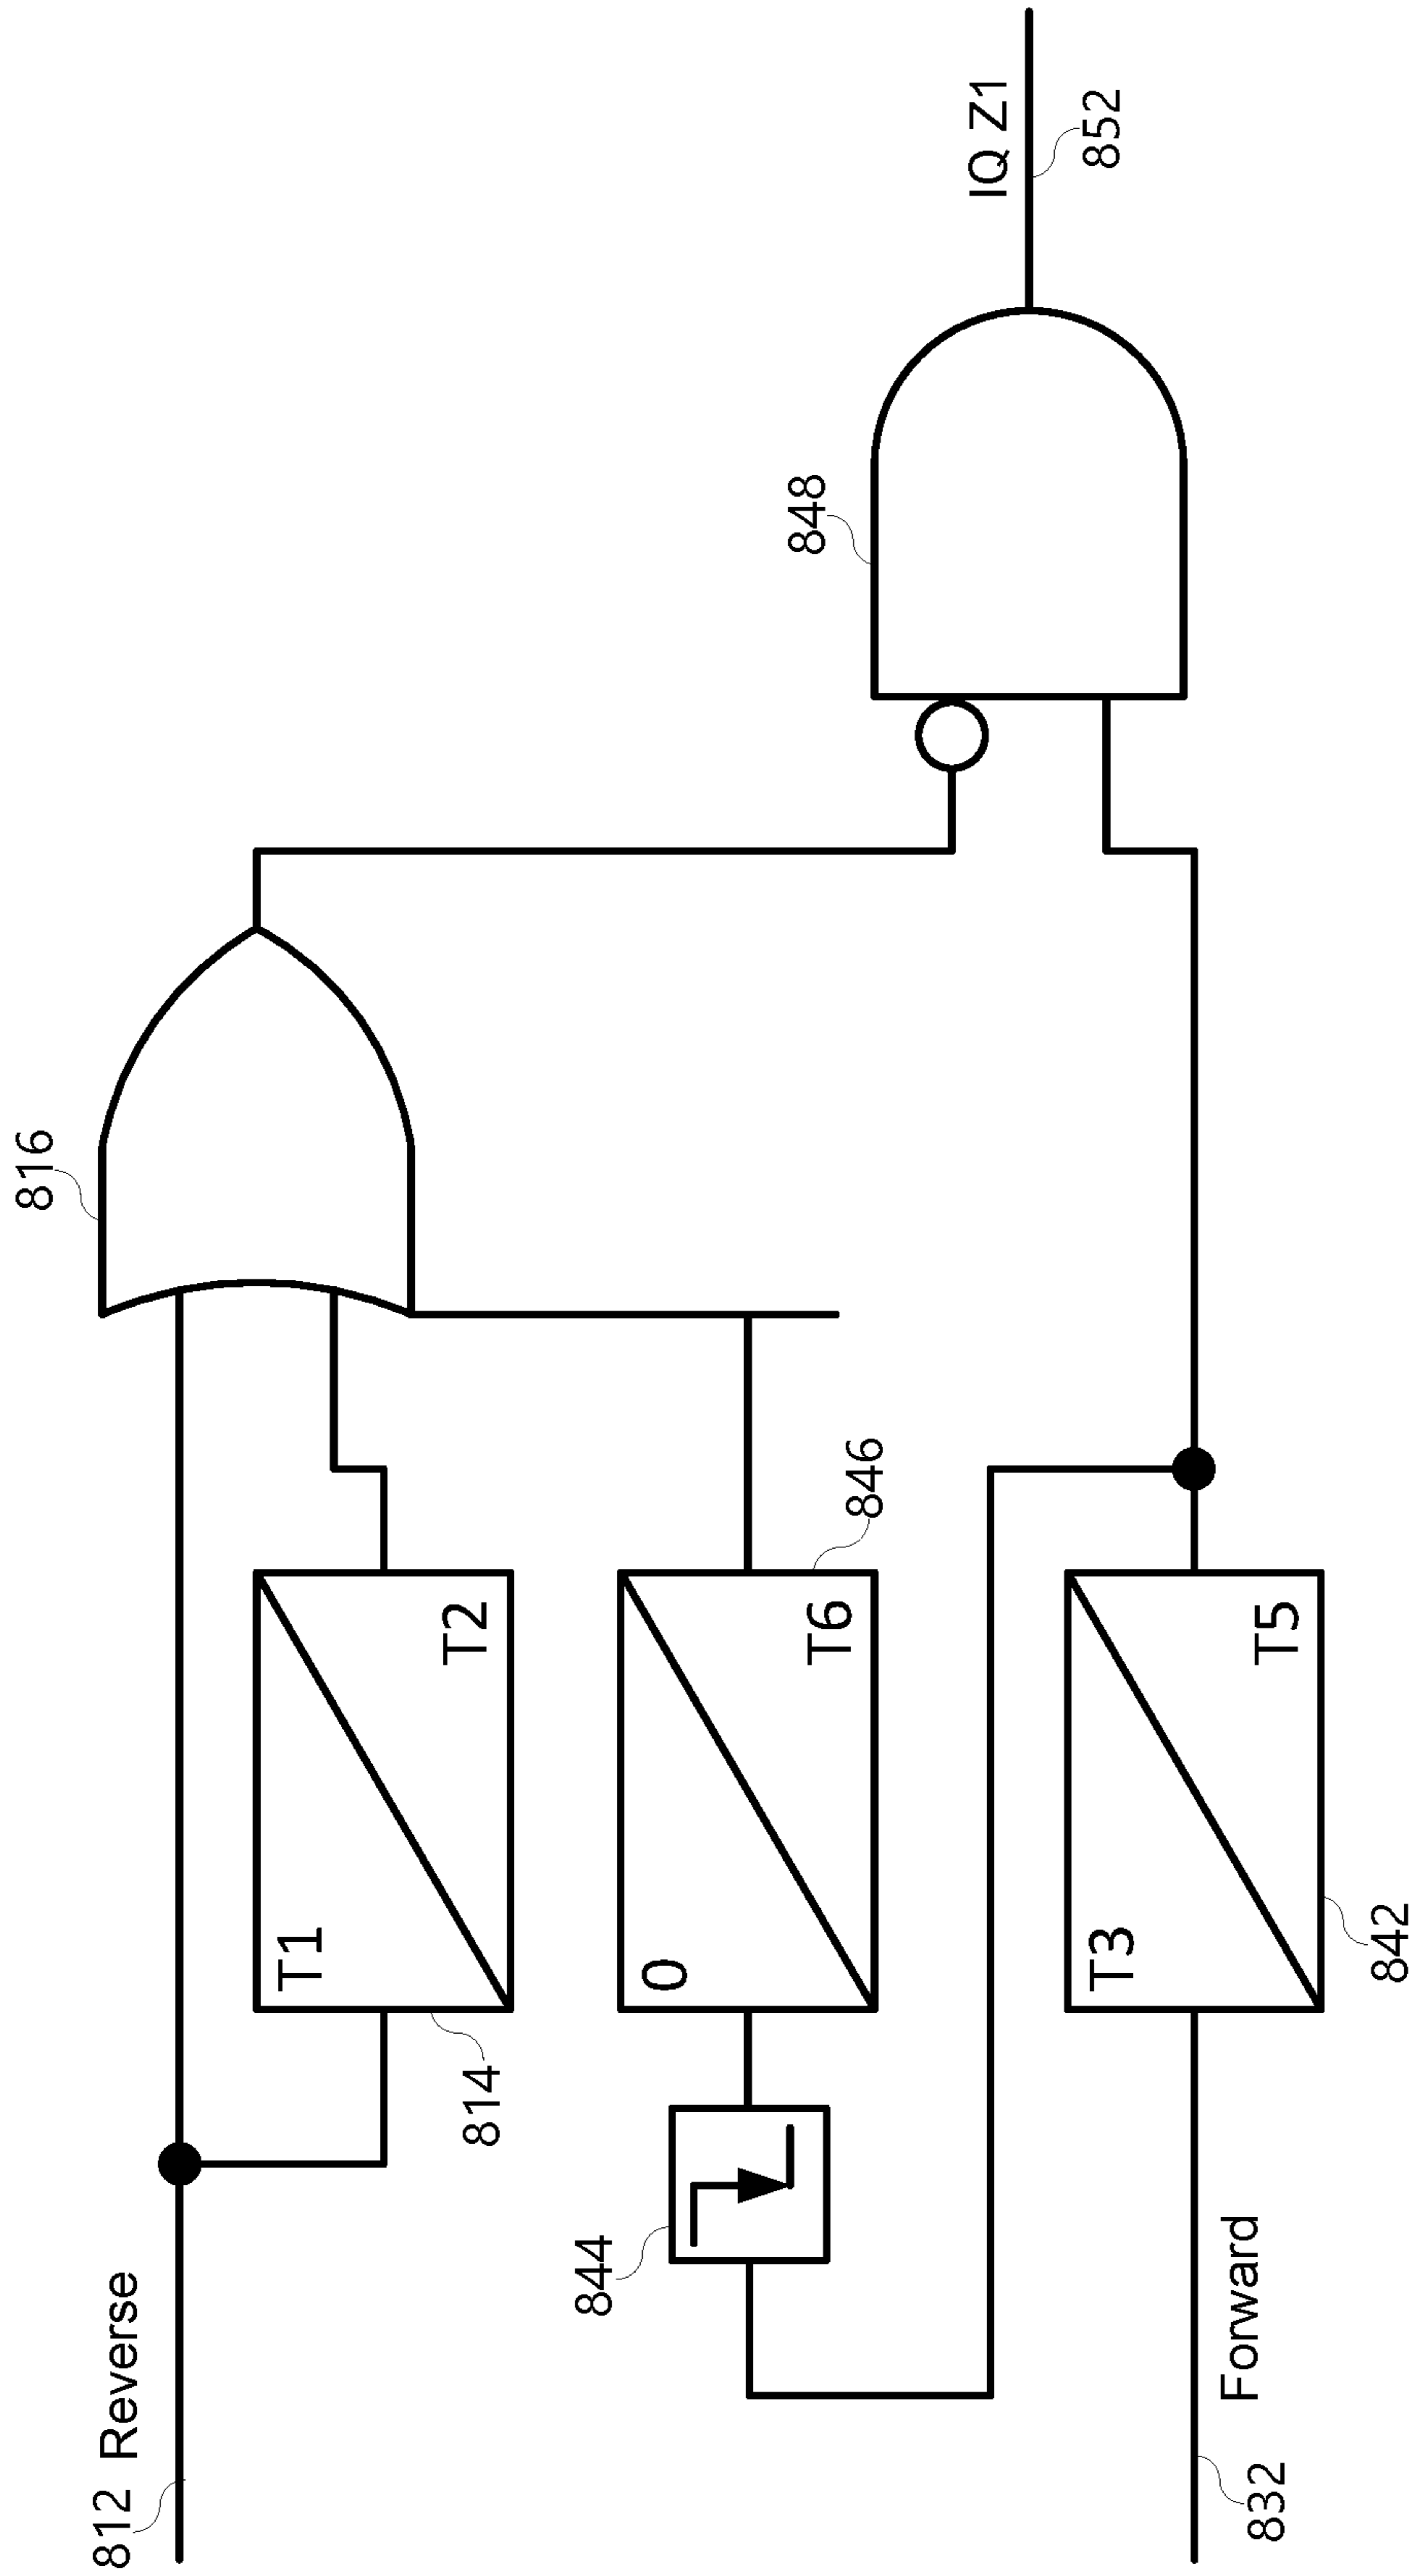 812 Reverse
816
T1
T2
814
844
0
T6
846
848
IQ Z1
852
T3
T5
842
832
Forward